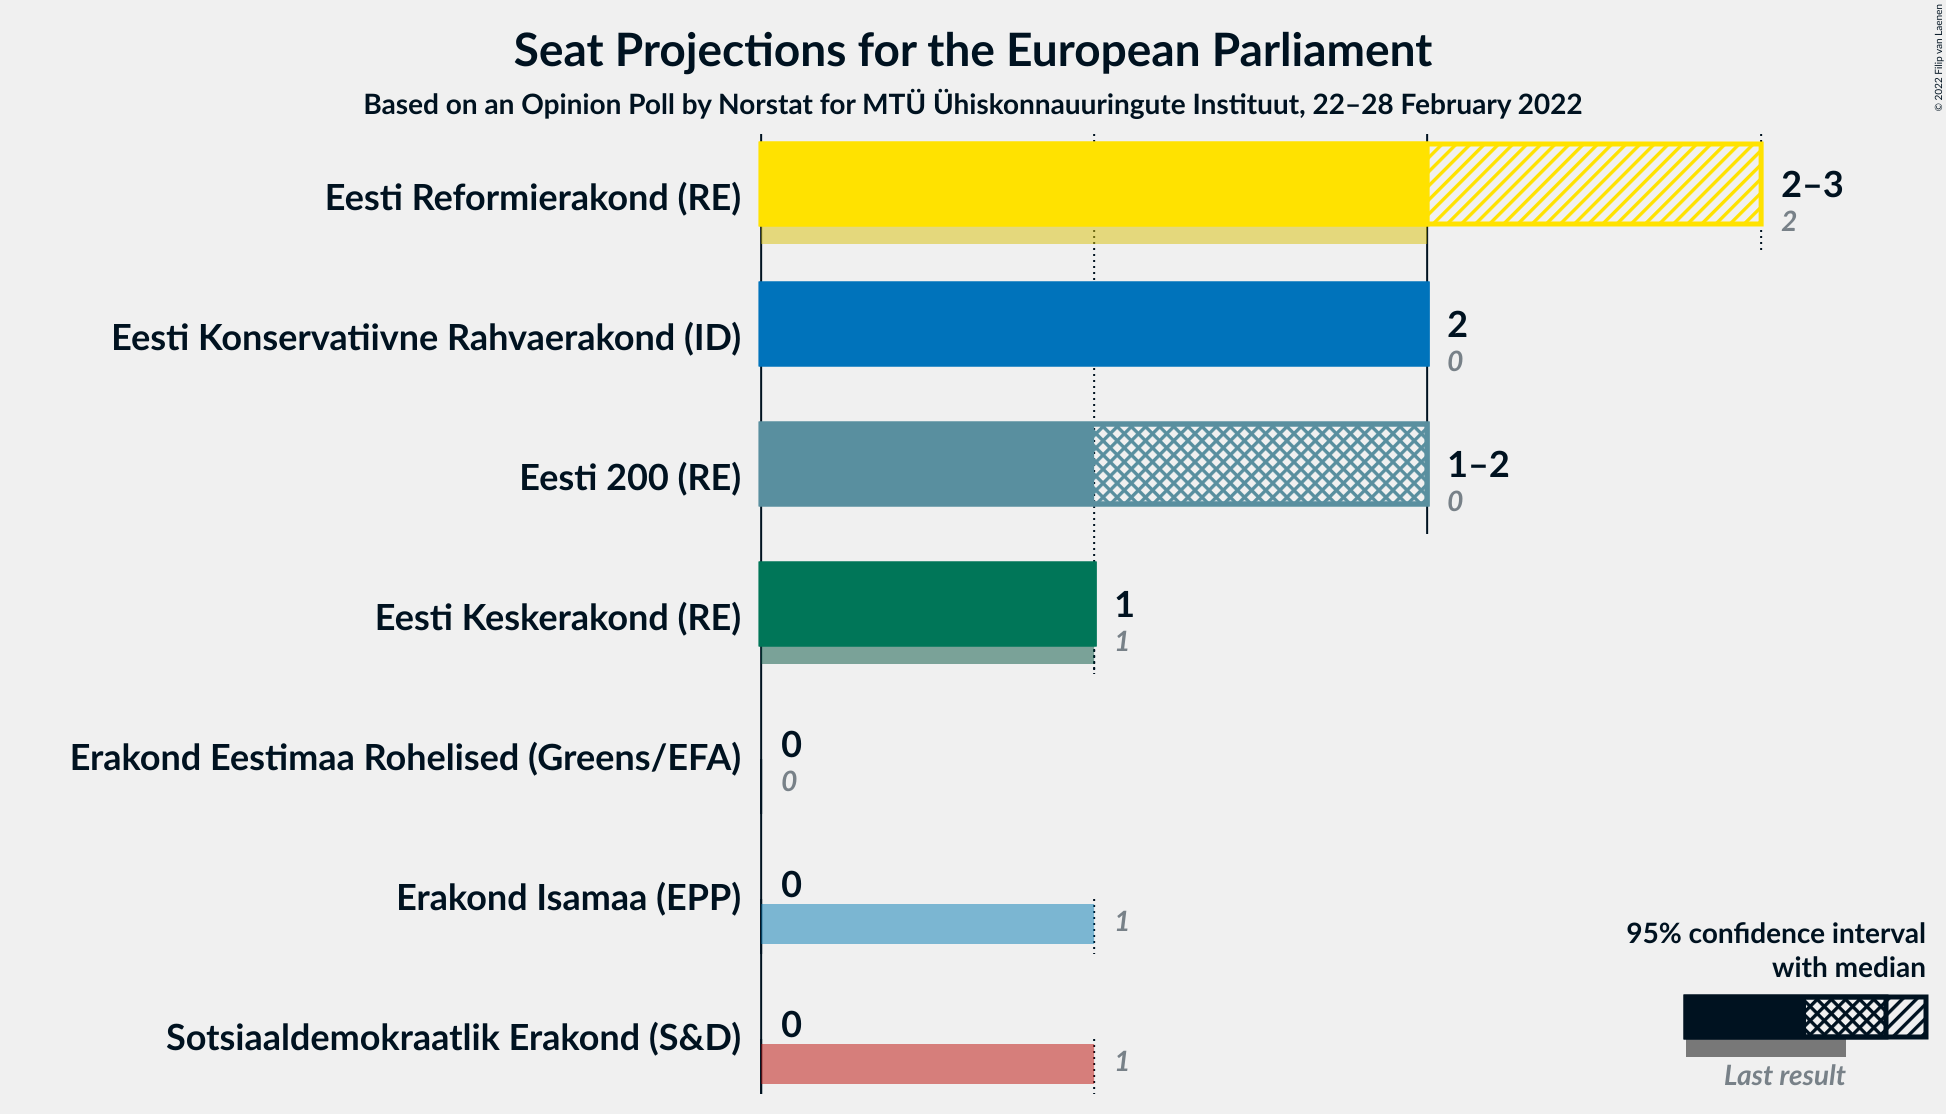 Seat Projections for the European Parliament
Based on an Opinion Poll by Norstat for MTÜ Ühiskonnauuringute Instituut, 22–28 February 2022
© 2022 Filip van Laenen
Eesti Reformierakond (RE)
2–3
2
Eesti Konservatiivne Rahvaerakond (ID)
2
0
Eesti 200 (RE)
1–2
0
Eesti Keskerakond (RE)
1
1
Erakond Eestimaa Rohelised (Greens/EFA)
0
0
Erakond Isamaa (EPP)
0
1
Sotsiaaldemokraatlik Erakond (S&D)
0
1
95% confidence interval
with median
Last result